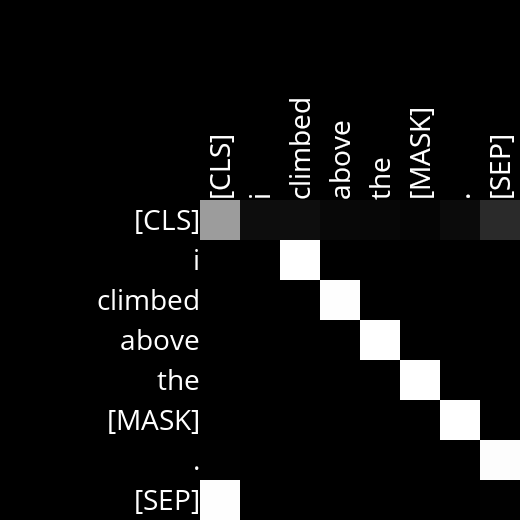 [CLS] i climbed above the [MASK] . [SEP]
[CLS]
i
climbed
above
the
[MASK]
.
[SEP]